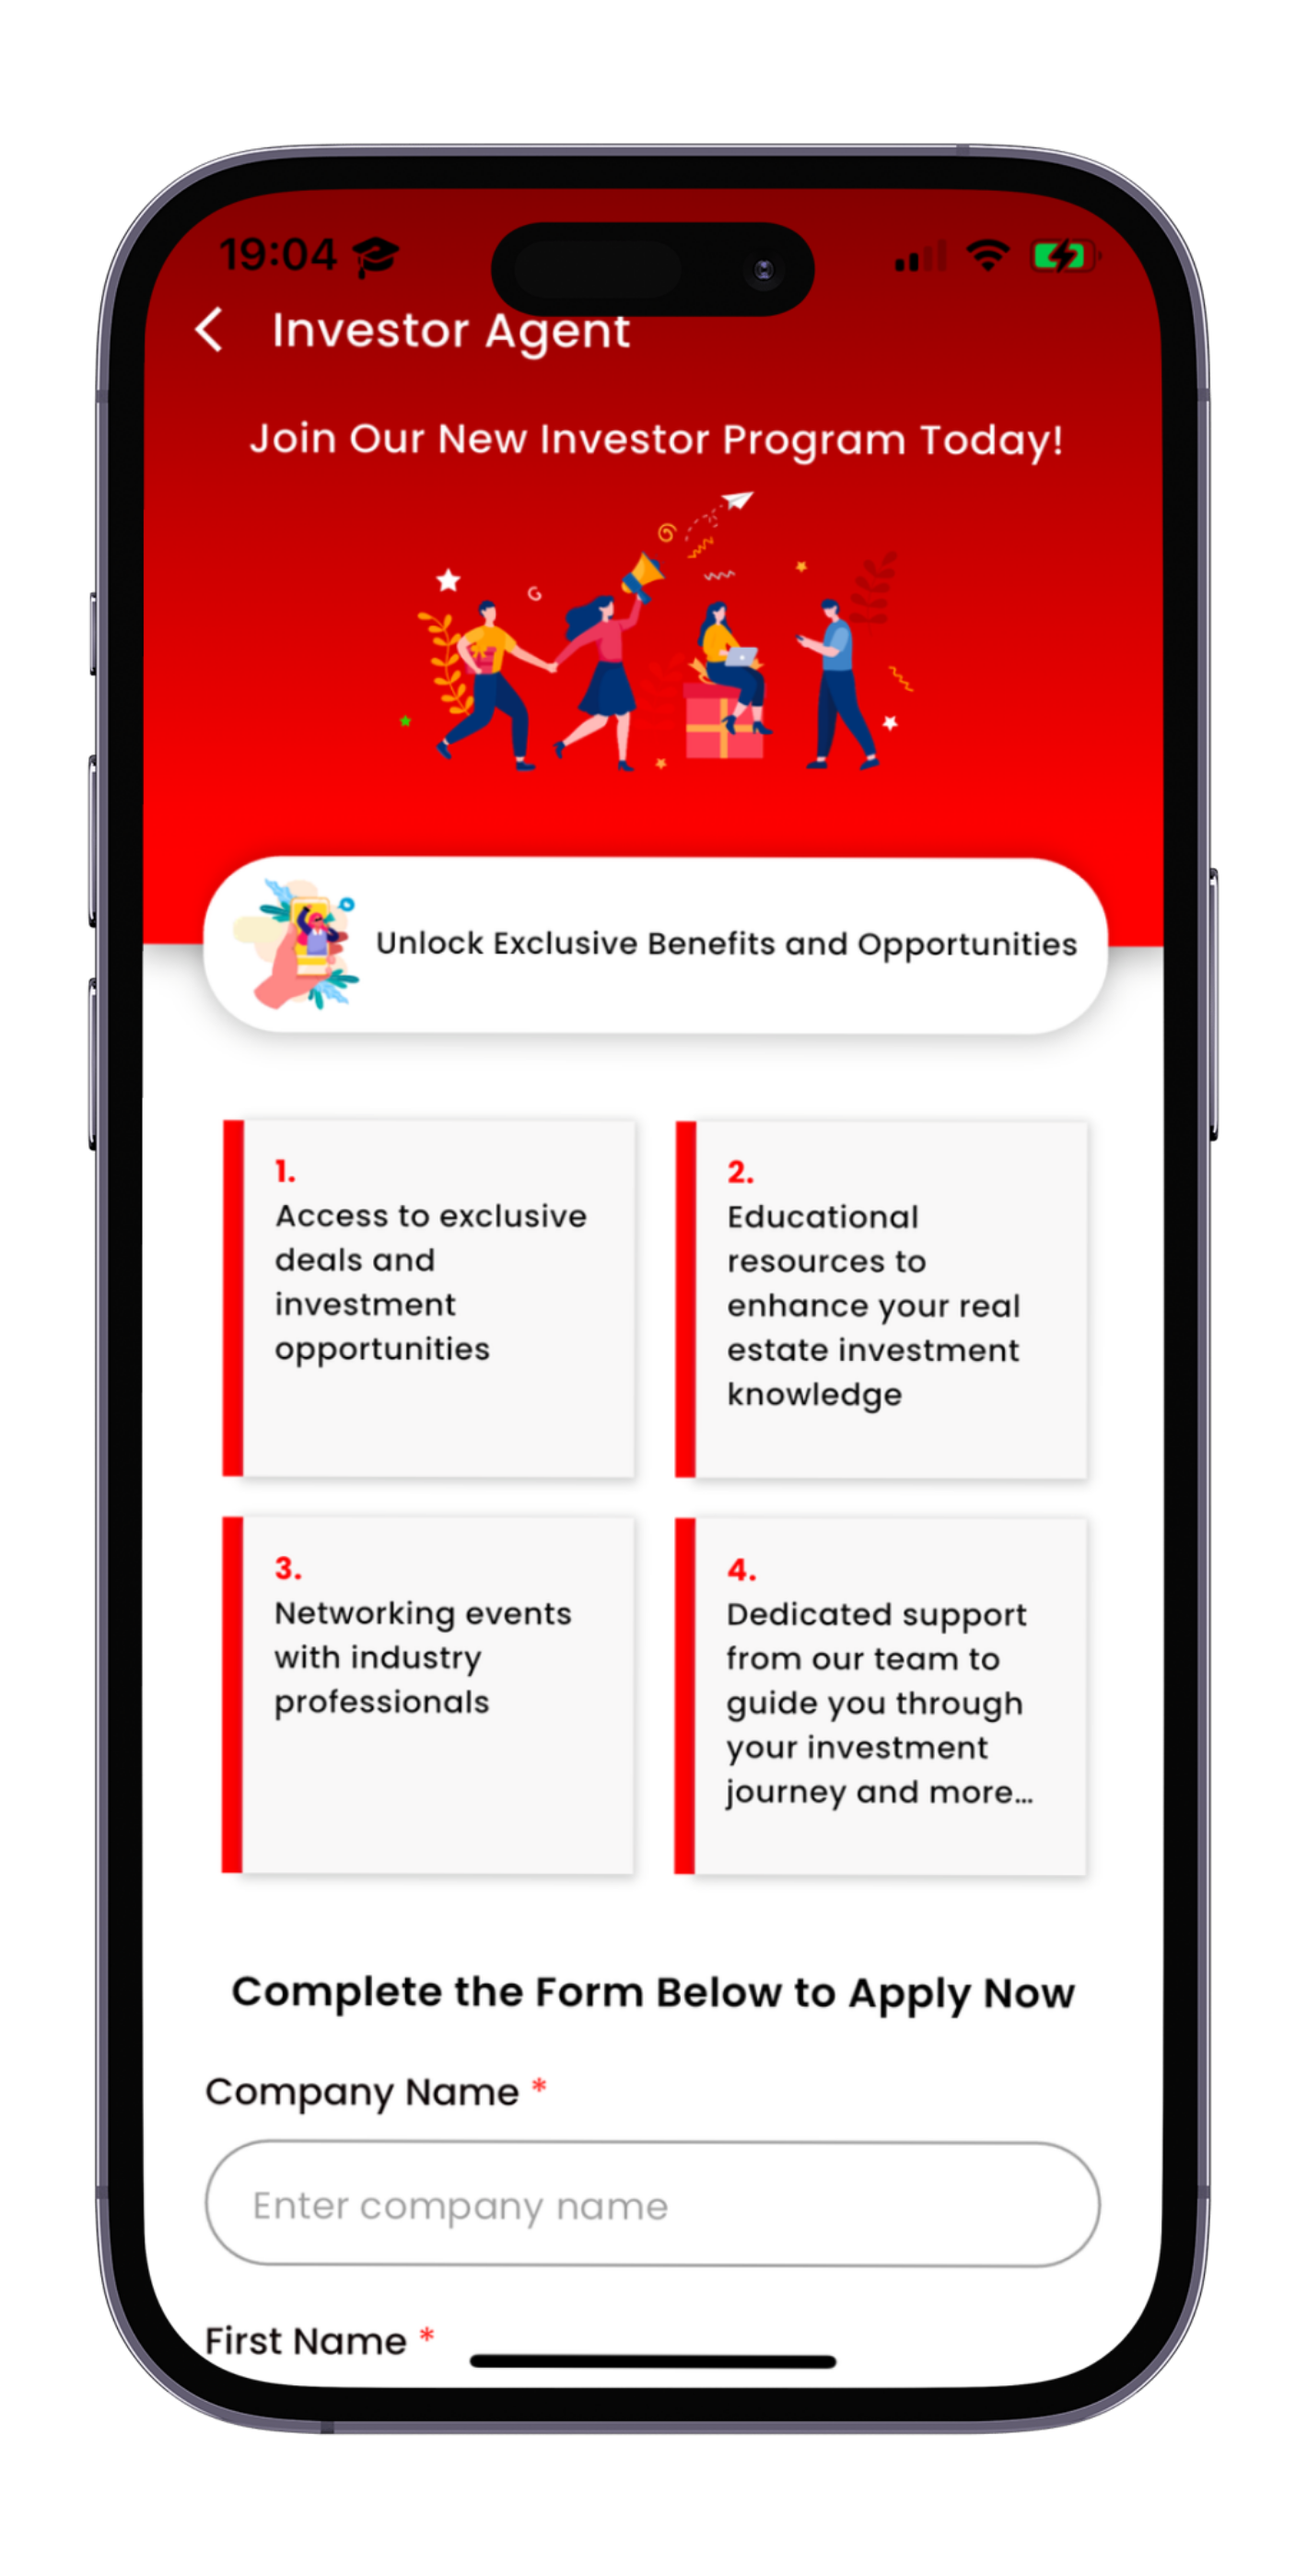 19:04
Investor Agent
Join Our New Investor Program Today!
Unlock Exclusive Benefits and Opportunities
1.
Access to exclusive
deals and
investment
opportunities
2.
Educational
resources to
enhance your real
estate investment
knowledge
3.
Networking events
with industry
professionals
4.
Dedicated support
from our team to
guide you through
your investment
journey and more...
Complete the Form Below to Apply Now
Company Name *
Enter company name
First Name *